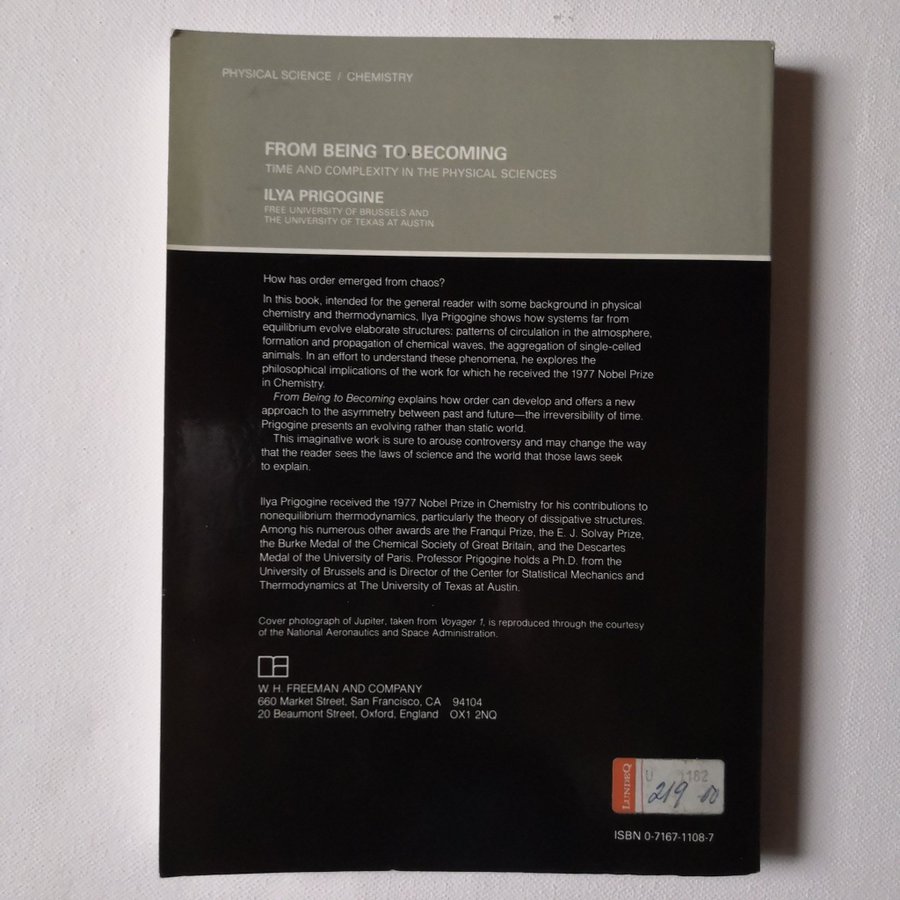 PHYSICAL SCIENCE / CHEMISTRY
FROM BEING TO BECOMING
TIME AND COMPLEXITY IN THE PHYSICAL SCIENCES
ILYA PRIGOGINE
FREE UNIVERSITY OF BRUSSELS AND
THE UNIVERSITY OF TEXAS AT AUSTIN
How has order emerged from chaos?
In this book, intended for the general reader with some background in physical
chemistry and thermodynamics, Ilya Prigogine shows how systems far from
equilibrium evolve elaborate structures: patterns of circulation in the atmosphere,
formation and propagation of chemical waves, the aggregation of single-celled
animals. In an effort to understand these phenomena, he explores the
philosophical implications of the work for which he received the 1977 Nobel Prize
in Chemistry.
From Being to Becoming explains how order can develop and offers a new
approach to the asymmetry between past and future—the irreversibility of time.
Prigogine presents an evolving rather than static world.
This imaginative work is sure to arouse controversy and may change the way
that the reader sees the laws of science and the world that those laws seek
to explain.
Ilya Prigogine received the 1977 Nobel Prize in Chemistry for his contributions to
nonequilibrium thermodynamics, particularly the theory of dissipative structures.
Among his numerous other awards are the Franqui Prize, the E. J. Solvay Prize,
the Burke Medal of the Chemical Society of Great Britain, and the Descartes
Medal of the University of Paris. Professor Prigogine holds a Ph.D. from the
University of Brussels and is Director of the Center for Statistical Mechanics and
Thermodynamics at The University of Texas at Austin.
Cover photograph of Jupiter, taken from Voyager 1, is reproduced through the courtesy
of the National Aeronautics and Space Administration.
W. H. FREEMAN AND COMPANY
660 Market Street, San Francisco, CA 94104
20 Beaumont Street, Oxford, England OX1 2NQ
LUNDEQ
U 1182
219 00
ISBN 0-7167-1108-7